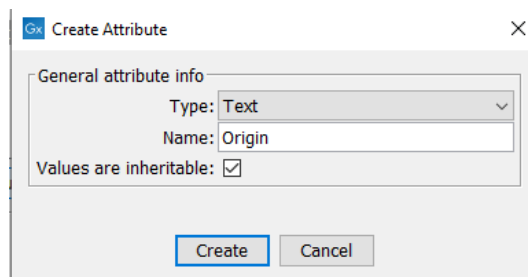 Gx Create Attribute
General attribute info
Type: Text
Name: Origin
Values are inheritable:
Create Cancel